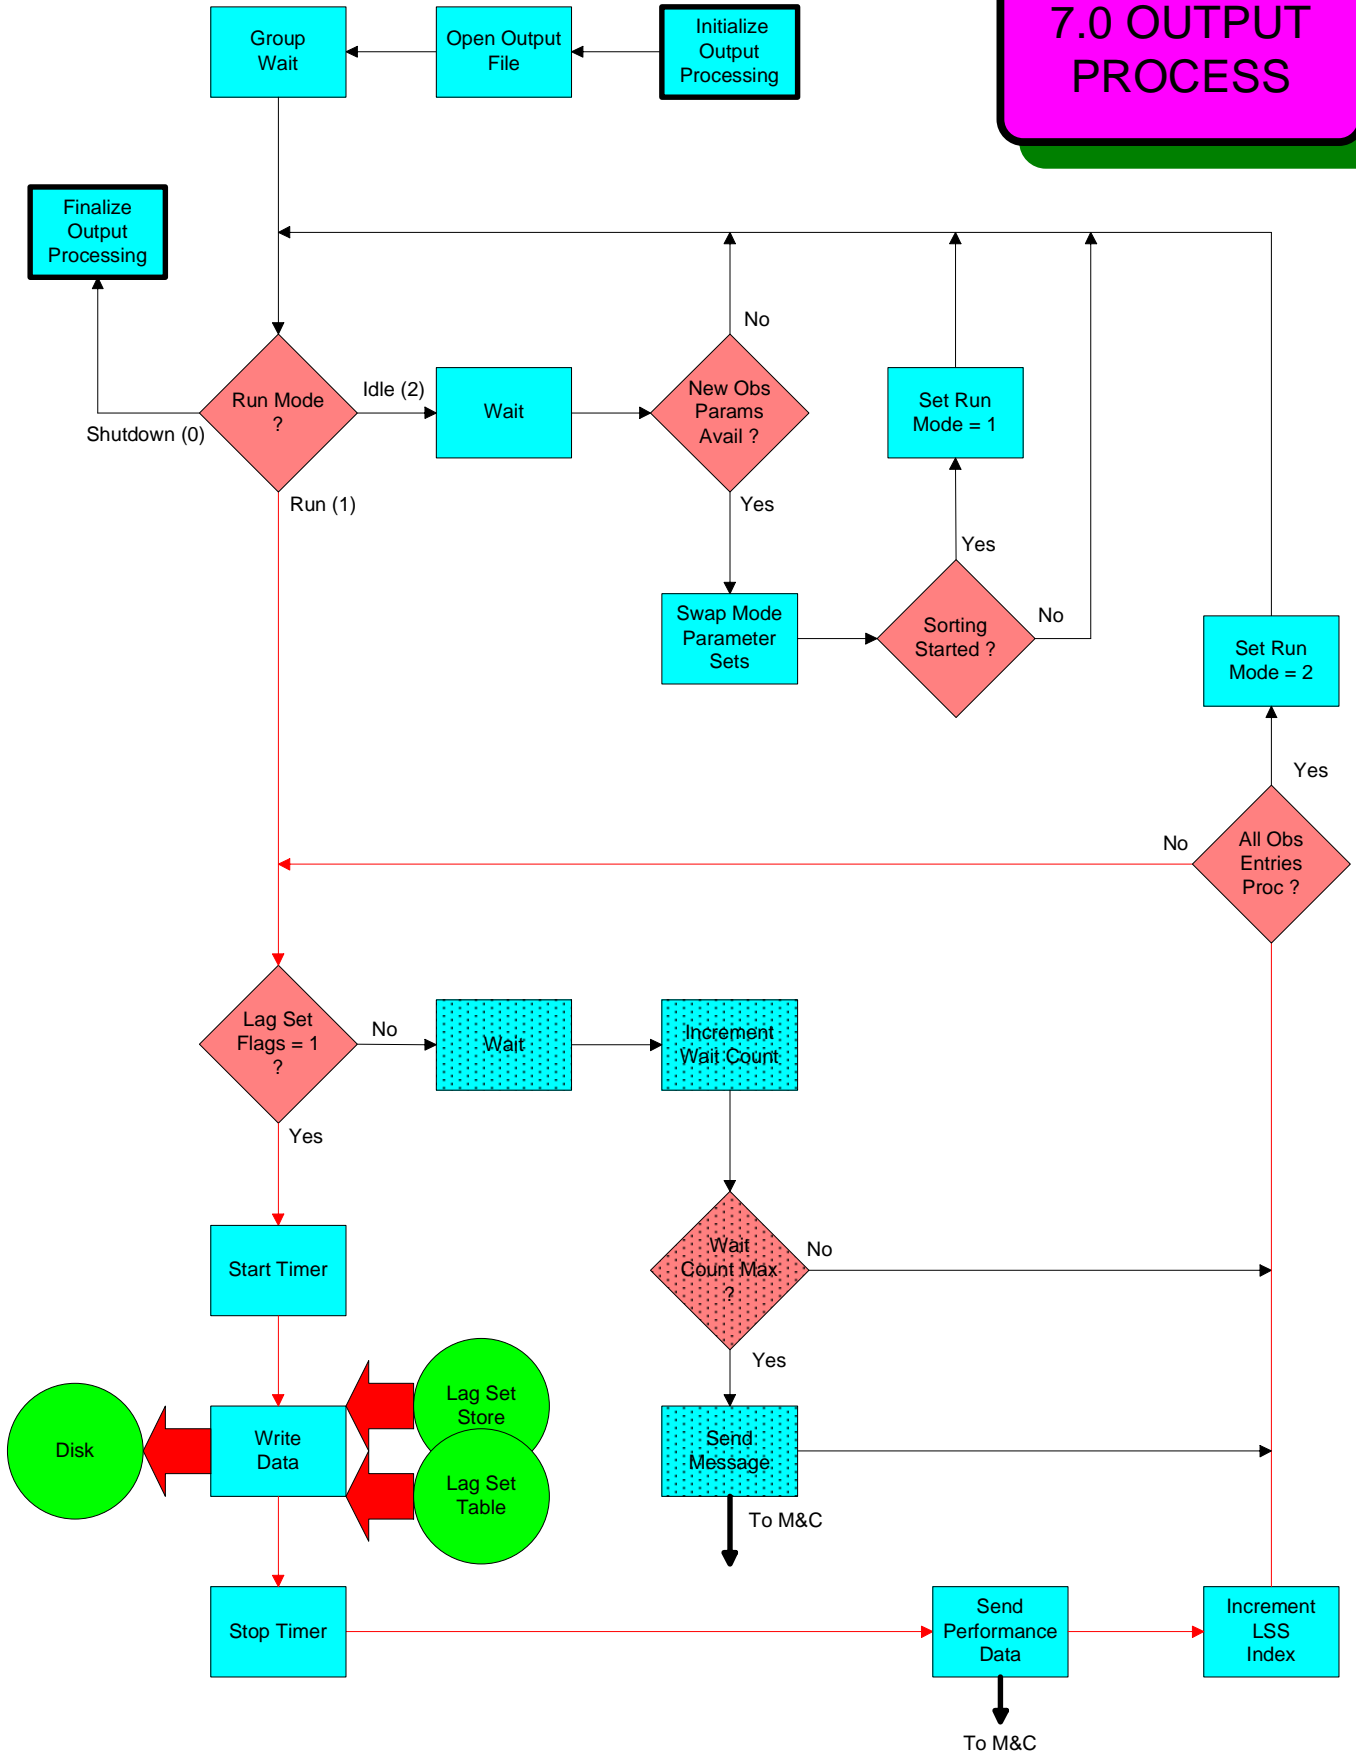 7.0 OUTPUT
PROCESS
Initialize
Output
Processing
Open Output
File
Group
Wait
Finalize
Output
Processing
Run Mode
?
Shutdown (0)
Idle (2)
Run (1)
Wait
New Obs
Params
Avail ?
No
Yes
Swap Mode
Parameter
Sets
Sorting
Started ?
Yes
No
Set Run
Mode = 1
Set Run
Mode = 2
Yes
All Obs
Entries
Proc ?
No
Lag Set
Flags = 1
?
No
Yes
Wait
Increment
Wait Count
Wait
Count Max
?
No
Yes
Send
Message
To M&C
Start Timer
Write
Data
Disk
Lag Set
Store
Lag Set
Table
Stop Timer
Send
Performance
Data
To M&C
Increment
LSS
Index